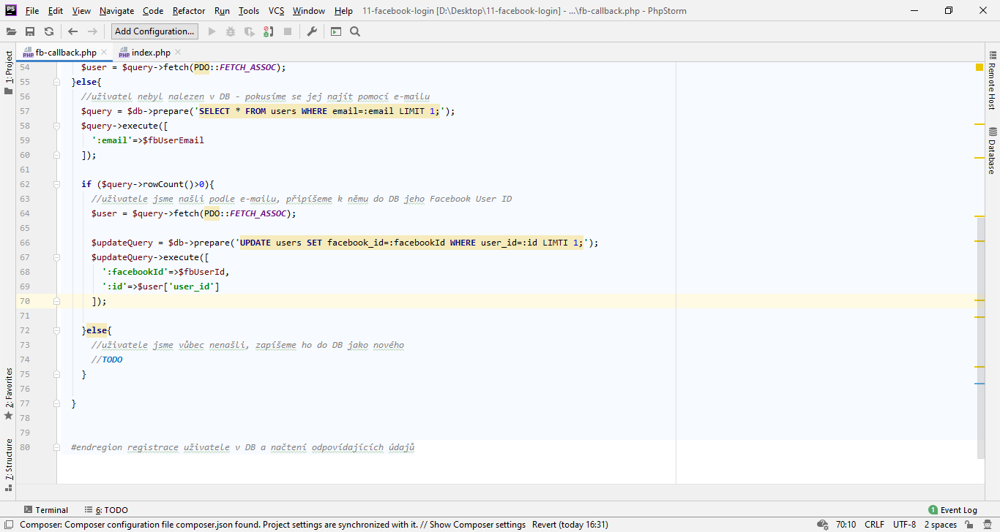 PS File Edit View Navigate Code Refactor Run Tools VCS Window Help 11-facebook-login [D:\Desktop\11-facebook-login] - ...\fb-callback.php - PhpStorm
Add Configuration...
1: Project
PHP fb-callback.php
PHP index.php
Remote Host
Database
54 $user = $query->fetch(PDO::FETCH_ASSOC);
55 }else{
56 //uživatel nebyl nalezen v DB - pokusíme se jej najít pomocí e-mailu
57 $query = $db->prepare('SELECT * FROM users WHERE email=:email LIMIT 1;');
58 $query->execute([
59 ':email'=>$fbUserEmail
60 ]);
61
62 if ($query->rowCount()>0){
63 //uživatele jsme našli podle e-mailu, připíšeme k němu do DB jeho Facebook User ID
64 $user = $query->fetch(PDO::FETCH_ASSOC);
65
66 $updateQuery = $db->prepare('UPDATE users SET facebook_id=:facebookId WHERE user_id=:id LIMTI 1;');
67 $updateQuery->execute([
68 ':facebookId'=>$fbUserId,
69 ':id'=>$user['user_id']
70 ]);
71
72 }else{
73 //uživatele jsme vůbec nenašli, zapíšeme ho do DB jako nového
74 //TODO
75 }
76
77 }
78
79
80 #endregion registrace uživatele v DB a načtení odpovídajících údajů
2: Favorites
7: Structure
Terminal 6: TODO 1 Event Log
Composer: Composer configuration file composer.json found. Project settings are synchronized with it. // Show Composer settings Revert (today 16:31) 70:10 CRLF UTF-8 2 spaces